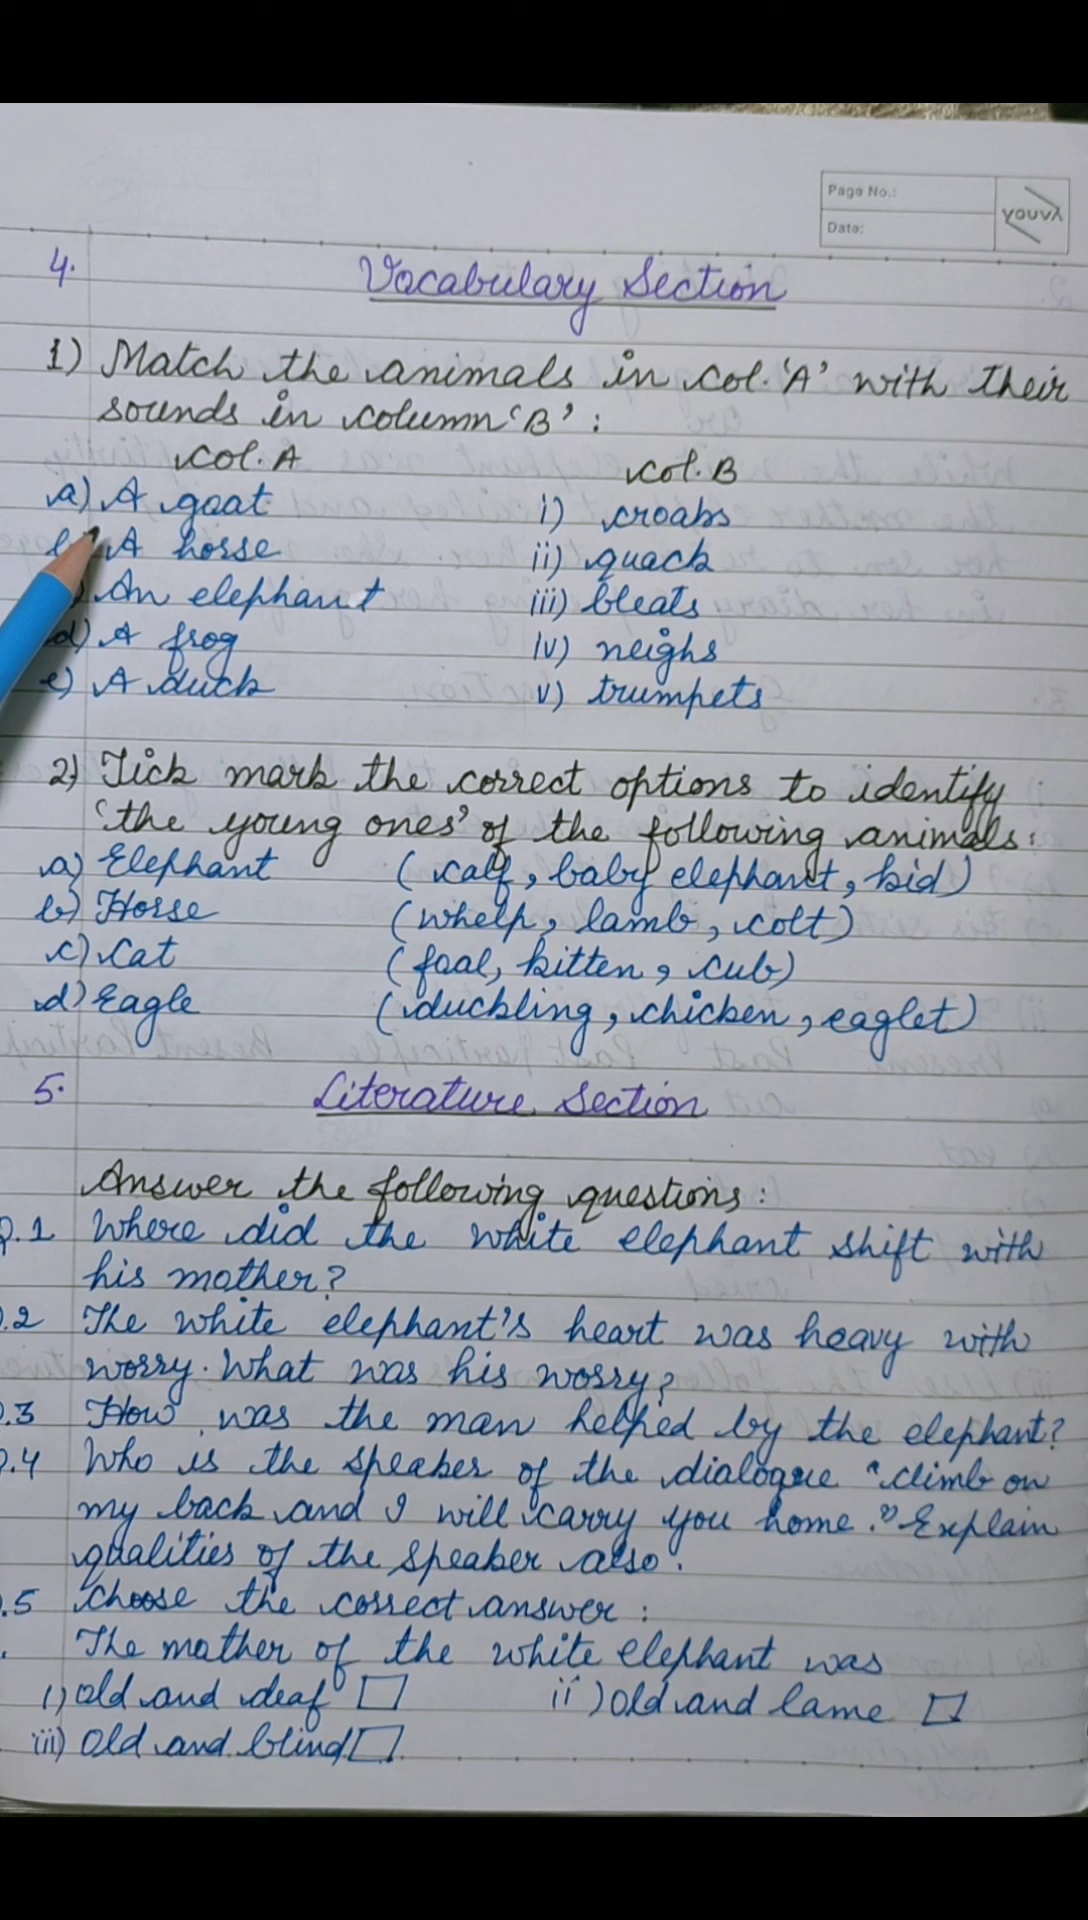 Page No.:
Date:
YOUVA
4.
Vocabulary Section
1) Match the animals in col. 'A' with their
sounds in column 'B' :
col. A col. B
a) A goat i) croaks
b) A horse ii) quack
An elephant iii) bleats
d) A frog iv) neighs
e) A duck v) trumpets
2) Tick mark the correct options to identify
'the young ones' of the following animals:
a) Elephant (calf, baby elephant, kid)
b) Horse (whelp, lamb, colt)
c) Cat (foal, kitten, cub)
d) Eagle (duckling, chicken, eaglet)
5. Literature Section
Answer the following questions:
Q.1 Where did the white elephant shift with
his mother?
Q.2 The white elephant's heart was heavy with
worry. What was his worry?
Q.3 How was the man helped by the elephant?
Q.4 Who is the speaker of the dialogue "climb on
my back and I will carry you home." Explain
qualities of the speaker also.
.5 Choose the correct answer :
The mother of the white elephant was
i) old and deaf ii) old and lame
iii) old and blind